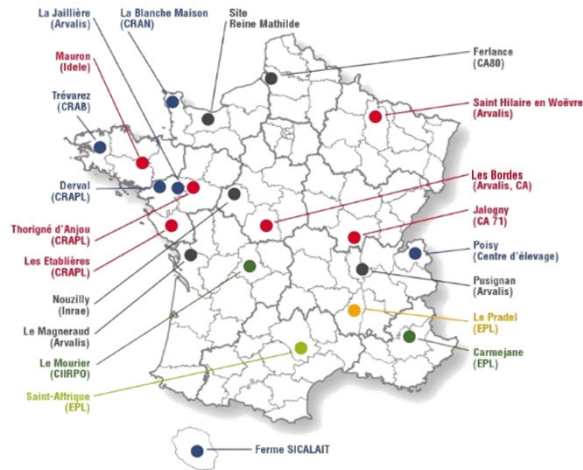 La Jaillière
(Arvalis)
La Blanche Maison
(CRAN)
Site
Reine Mathilde
Mauron
(Idele)
Ferlance
(CA80)
Trévarez
(CRAB)
Saint Hilaire en Woëvre
(Arvalis)
Derval
(CRAPL)
Les Bordes
(Arvalis, CA)
Thorigné d'Anjou
(CRAPL)
Jalogny
(CA 71)
Les Etablières
(CRAPL)
Poisy
(Centre d'élevage)
Nouzilly
(Inrae)
Pusignan
(Arvalis)
Le Magneraud
(Arvalis)
Le Pradel
(EPL)
Le Mourier
(CIIRPO)
Carmejane
(EPL)
Saint-Affrique
(EPL)
Ferme SICALAIT